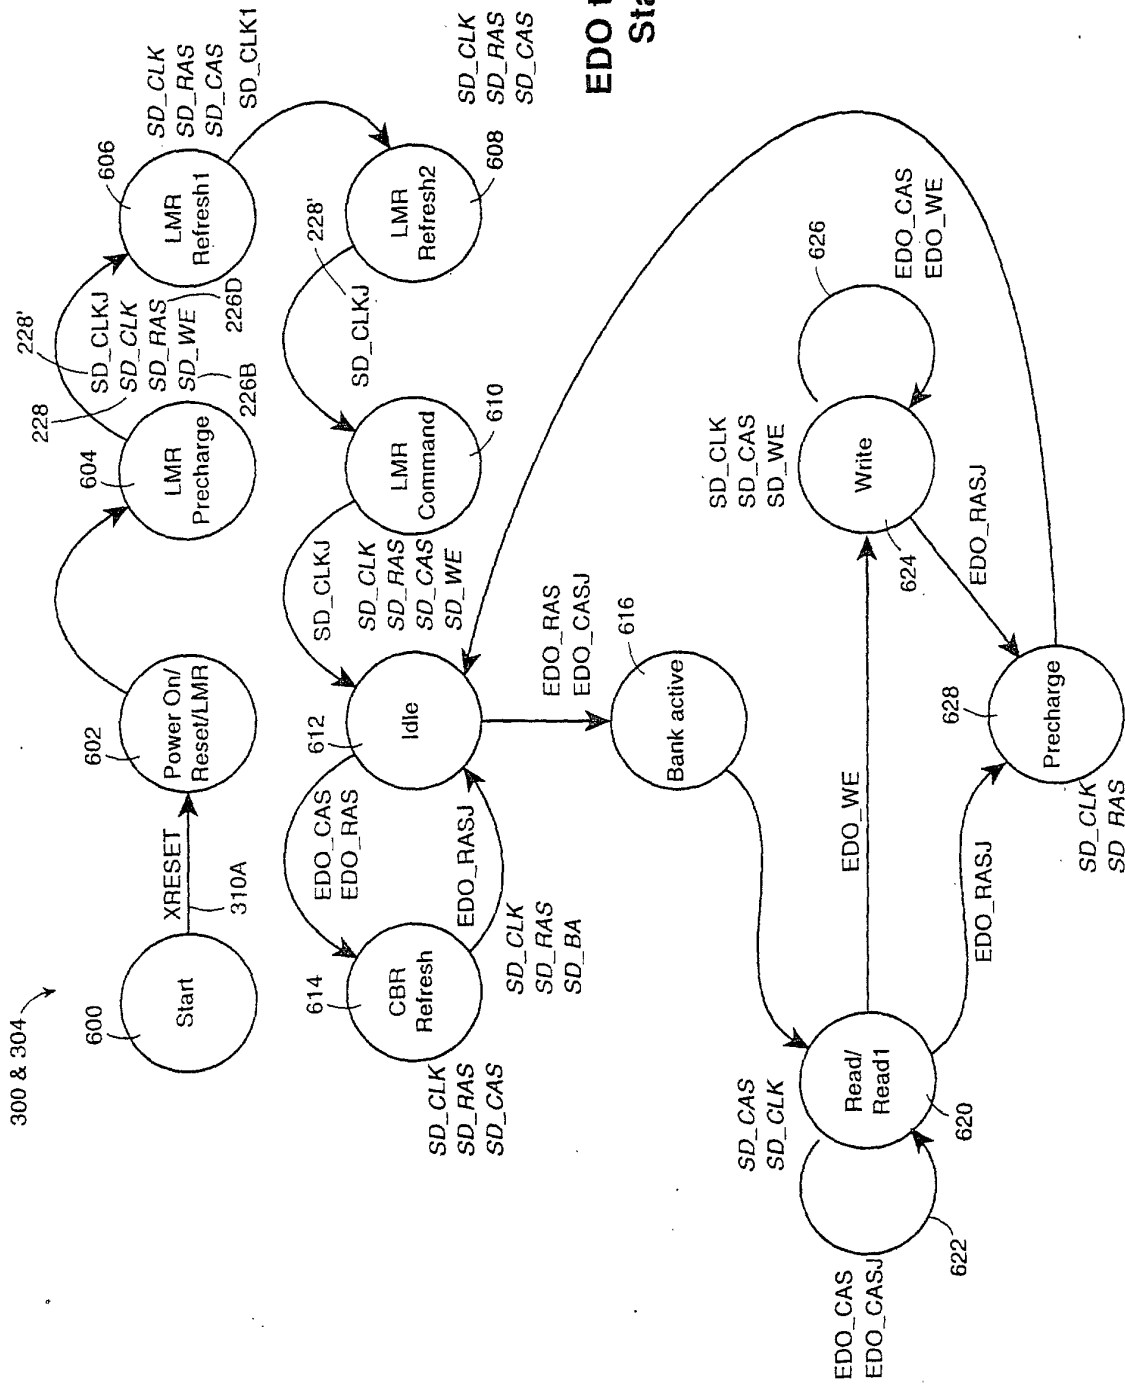 300 & 304
600
Start
XRESET
310A
602
Power On/
Reset/LMR
604
LMR
Precharge
228
228'
SD_CLKJ
SD_CLK
SD_RAS
SD_WE
226D
226B
606
LMR
Refresh1
SD_CLK
SD_RAS
SD_CAS
SD_CLK1
608
LMR
Refresh2
SD_CLK
SD_RAS
SD_CAS
228'
SD_CLKJ
610
LMR
Command
SD_CLKJ
SD_CLK
SD_RAS
SD_CAS
SD_WE
612
Idle
EDO_CAS
EDO_RAS
EDO_RASJ
614
CBR
Refresh
SD_CLK
SD_RAS
SD_CAS
SD_CLK
SD_RAS
SD_BA
EDO_RAS
EDO_CASJ
616
Bank active
SD_CAS
SD_CLK
Read/
Read1
620
622
EDO_CAS
EDO_CASJ
EDO_WE
SD_CLK
SD_CAS
SD_WE
Write
624
626
EDO_CAS
EDO_WE
EDO_RASJ
EDO_RASJ
628
Precharge
SD_CLK
SD_RAS
EDO